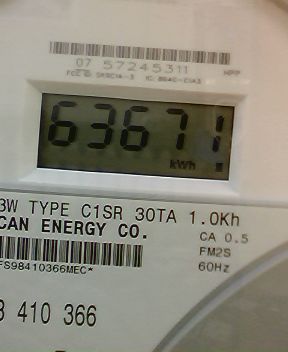 07 57245311
HPP
63671
kWh
3W TYPE C1SR 30TA 1.0Kh
CAN ENERGY CO.
CA 0.5
FM2S
60Hz
FS98410366MEC*
410 366